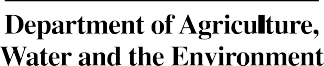 Department of Agriculture,
Water and the Environment